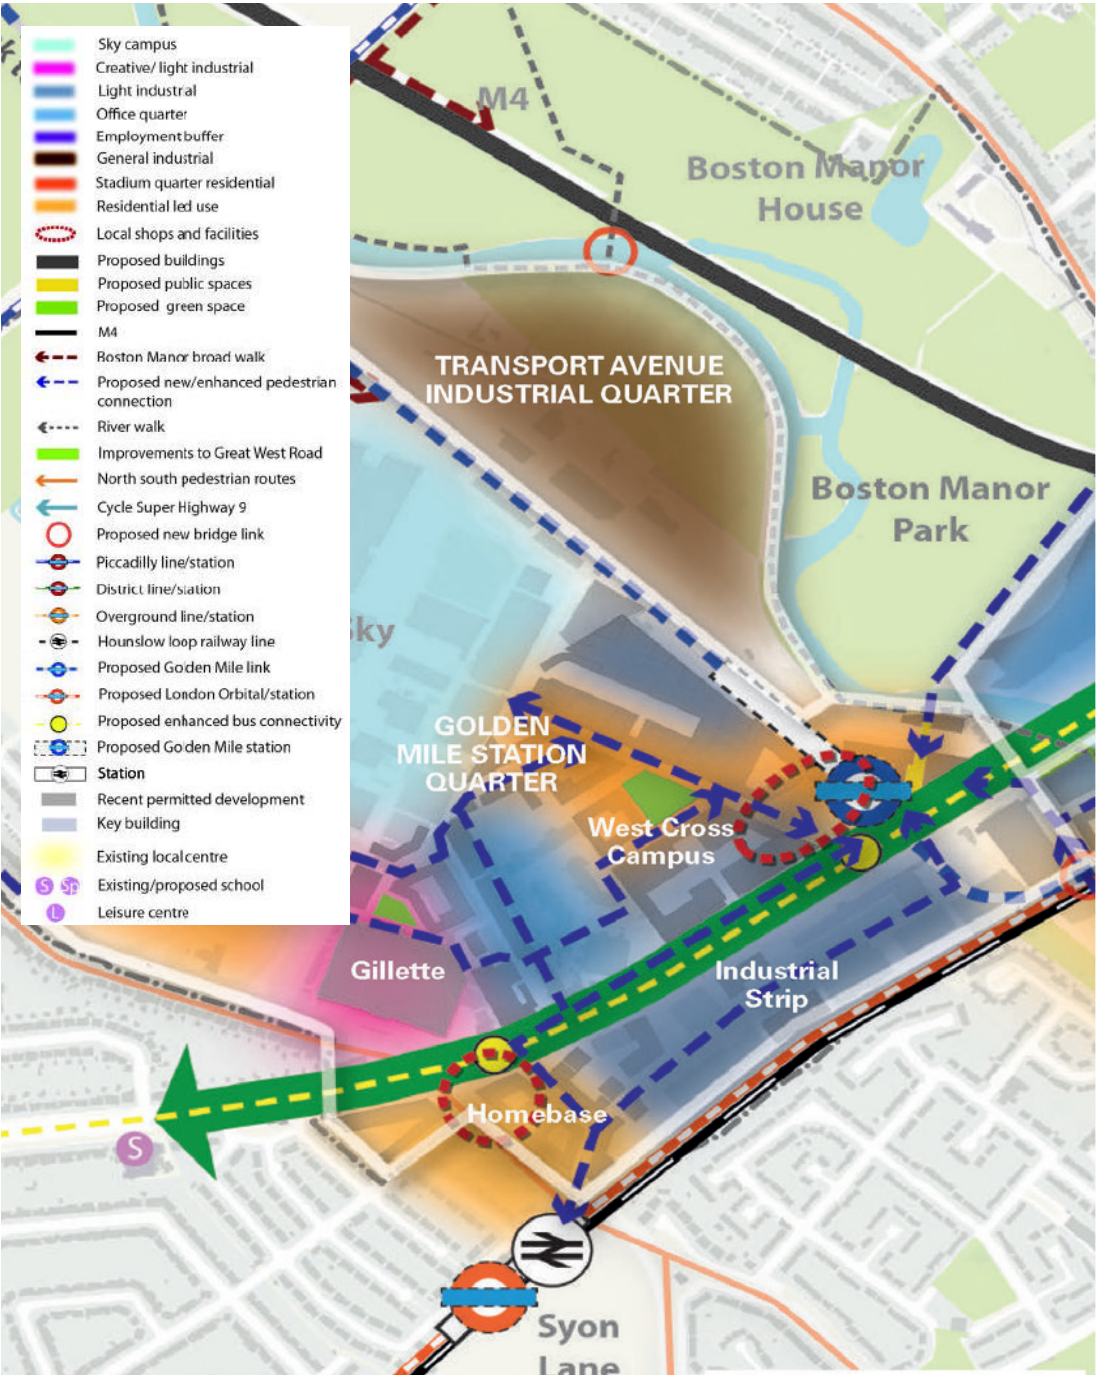 Sky campus
Creative/ light industrial
Light industrial
Office quarter
Employment buffer
General industrial
Stadium quarter residential
Residential led use
Local shops and facilities
Proposed buildings
Proposed public spaces
Proposed green space
M4
Boston Manor broad walk
Proposed new/enhanced pedestrian
connection
River walk
Improvements to Great West Road
North south pedestrian routes
Cycle Super Highway 9
Proposed new bridge link
Piccadilly line/station
District line/station
Overground line/station
Hounslow loop railway line
Proposed Golden Mile link
Proposed London Orbital/station
Proposed enhanced bus connectivity
Proposed Golden Mile station
Station
Recent permitted development
Key building
Existing local centre
S Sp Existing/proposed school
L Leisure centre
M4
Boston Manor
House
TRANSPORT AVENUE
INDUSTRIAL QUARTER
Boston Manor
Park
Sky
GOLDEN
MILE STATION
QUARTER
West Cross
Campus
Gillette
Industrial
Strip
Homebase
S
Syon
Lane